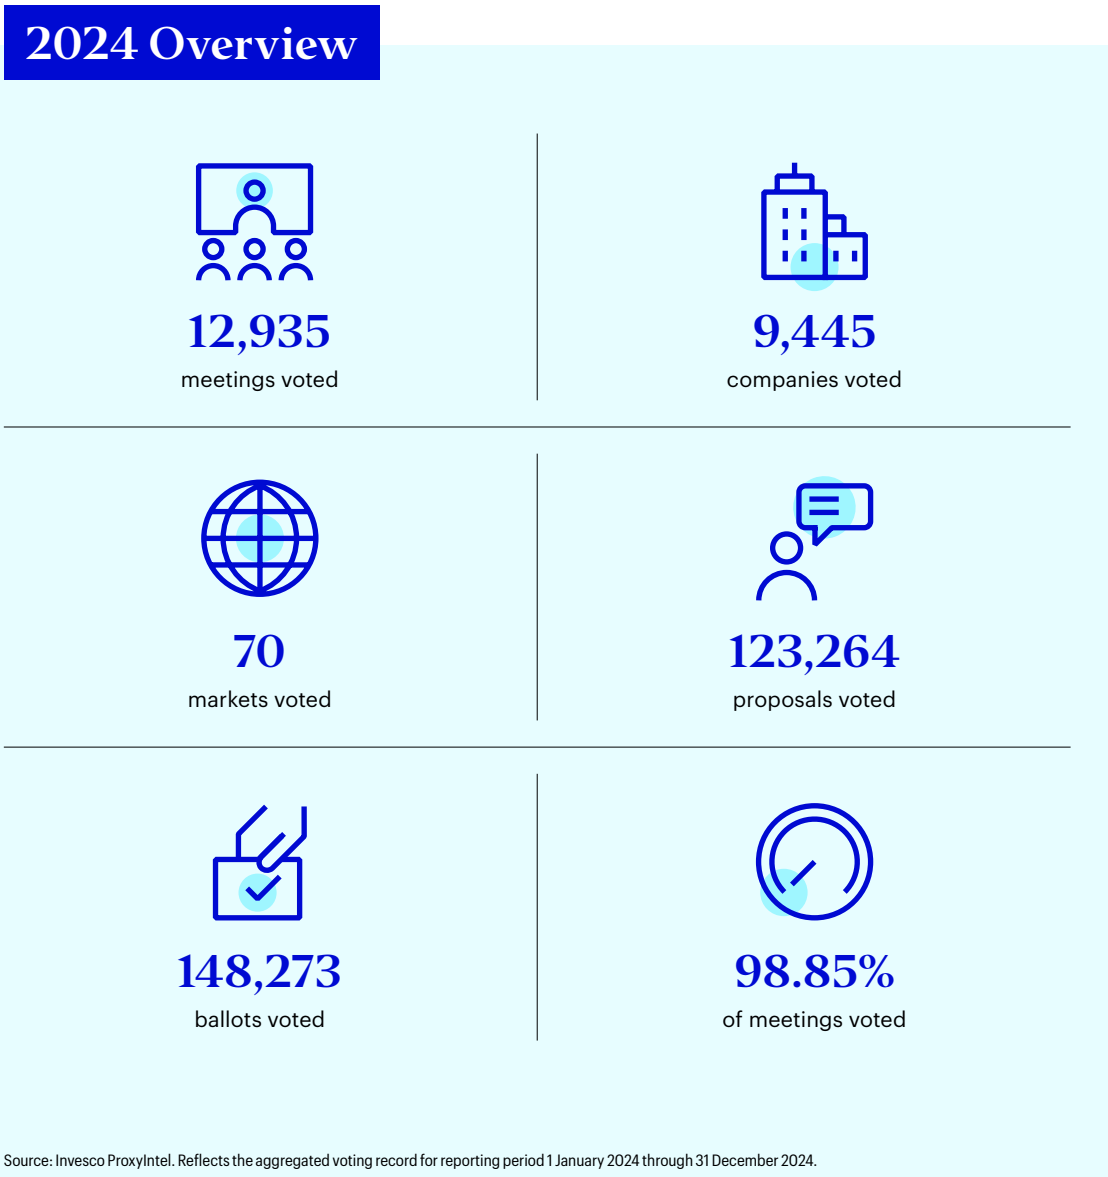 2024 Overview
12,935
meetings voted
9,445
companies voted
70
markets voted
123,264
proposals voted
148,273
ballots voted
98.85%
of meetings voted
Source: Invesco ProxyIntel. Reflects the aggregated voting record for reporting period 1 January 2024 through 31 December 2024.